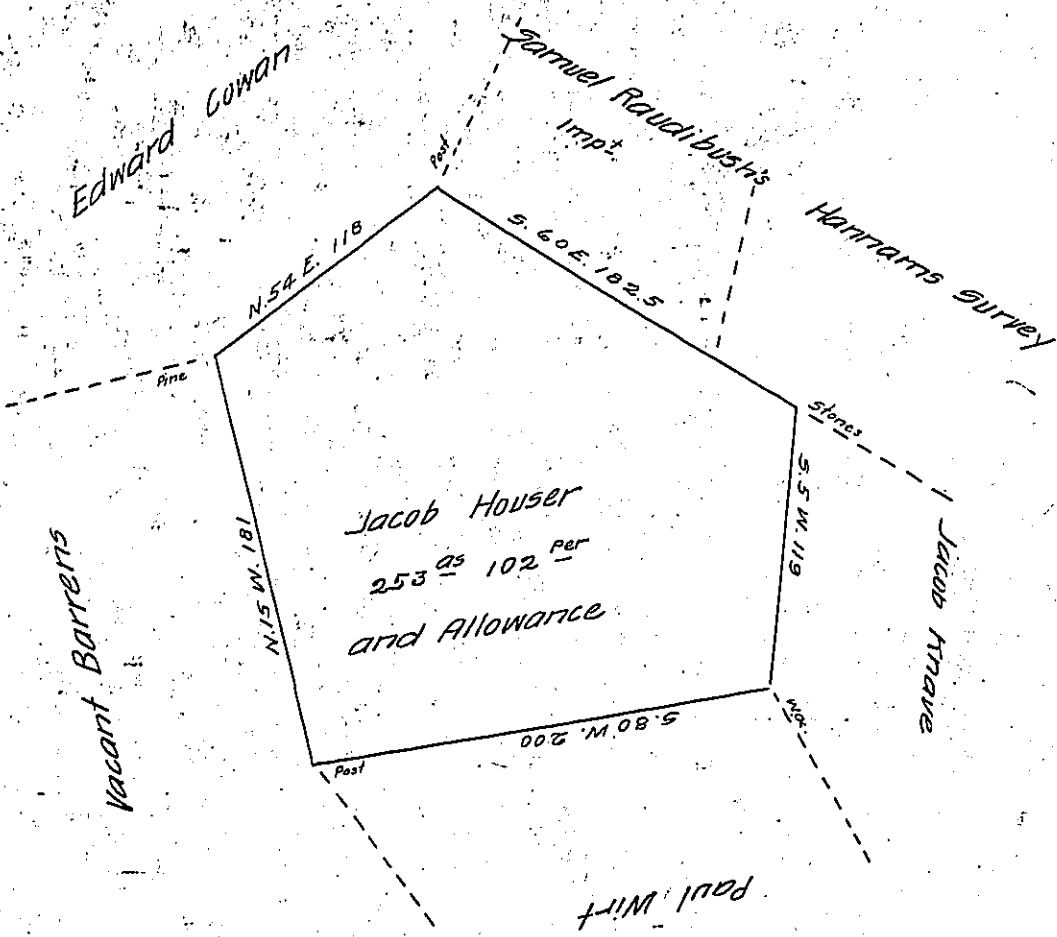 Edward Cowan
Samuel Raudibush's
Imp.t
Hannams Survey
Post
N. 54 E. 118
S. 60 E. 182.5
Pine
Stones
S. 5 W. 119
Jacob Houser
253 as 102 Per
and Allowance
N. 15 W. 181
Vacant Barrens
Jacob Knave
W.O.
S. 80 W. 200
Post
Paul Wirt